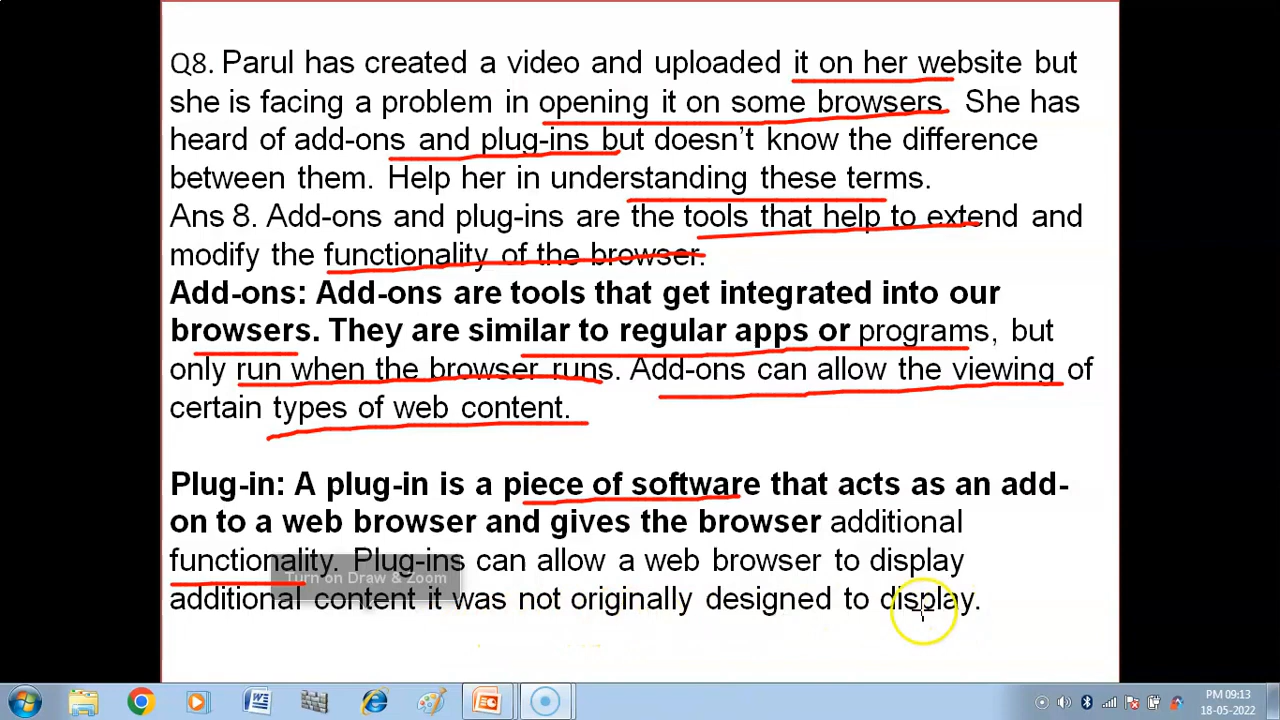 Q8. Parul has created a video and uploaded it on her website but
she is facing a problem in opening it on some browsers. She has
heard of add-ons and plug-ins but doesn’t know the difference
between them. Help her in understanding these terms.
Ans 8. Add-ons and plug-ins are the tools that help to extend and
modify the functionality of the browser.
Add-ons: Add-ons are tools that get integrated into our
browsers. They are similar to regular apps or programs, but
only run when the browser runs. Add-ons can allow the viewing of
certain types of web content.
Plug-in: A plug-in is a piece of software that acts as an add-
on to a web browser and gives the browser additional
functionality. Plug-ins can allow a web browser to display
Turn on Draw & Zoom
additional content it was not originally designed to display.
PM 09:13
18-05-2022